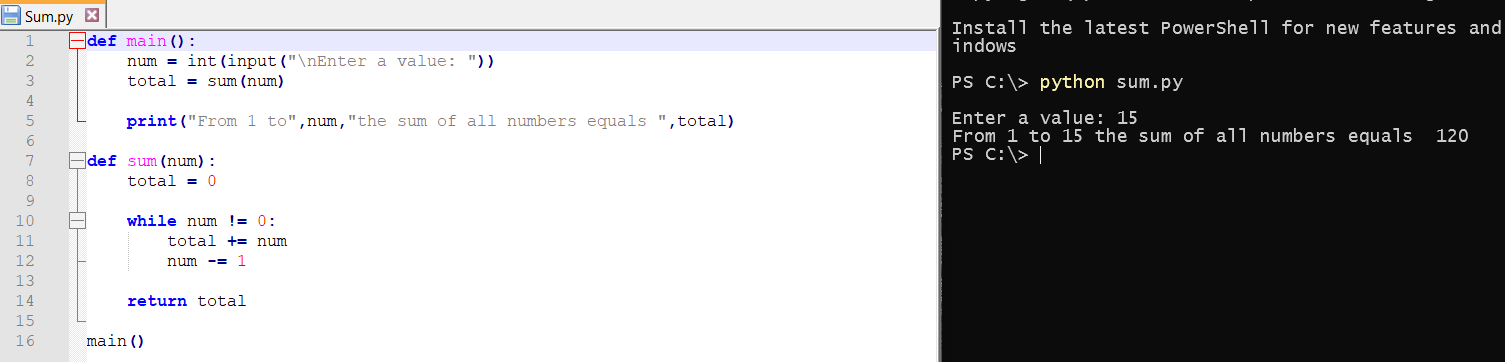 Sum.py
1 def main():
2 num = int(input("\nEnter a value: "))
3 total = sum(num)
4
5 print("From 1 to",num,"the sum of all numbers equals ",total)
6
7 def sum(num):
8 total = 0
9
10 while num != 0:
11 total += num
12 num -= 1
13
14 return total
15
16 main()
Install the latest PowerShell for new features and
indows
PS C:\> python sum.py
Enter a value: 15
From 1 to 15 the sum of all numbers equals  120
PS C:\>